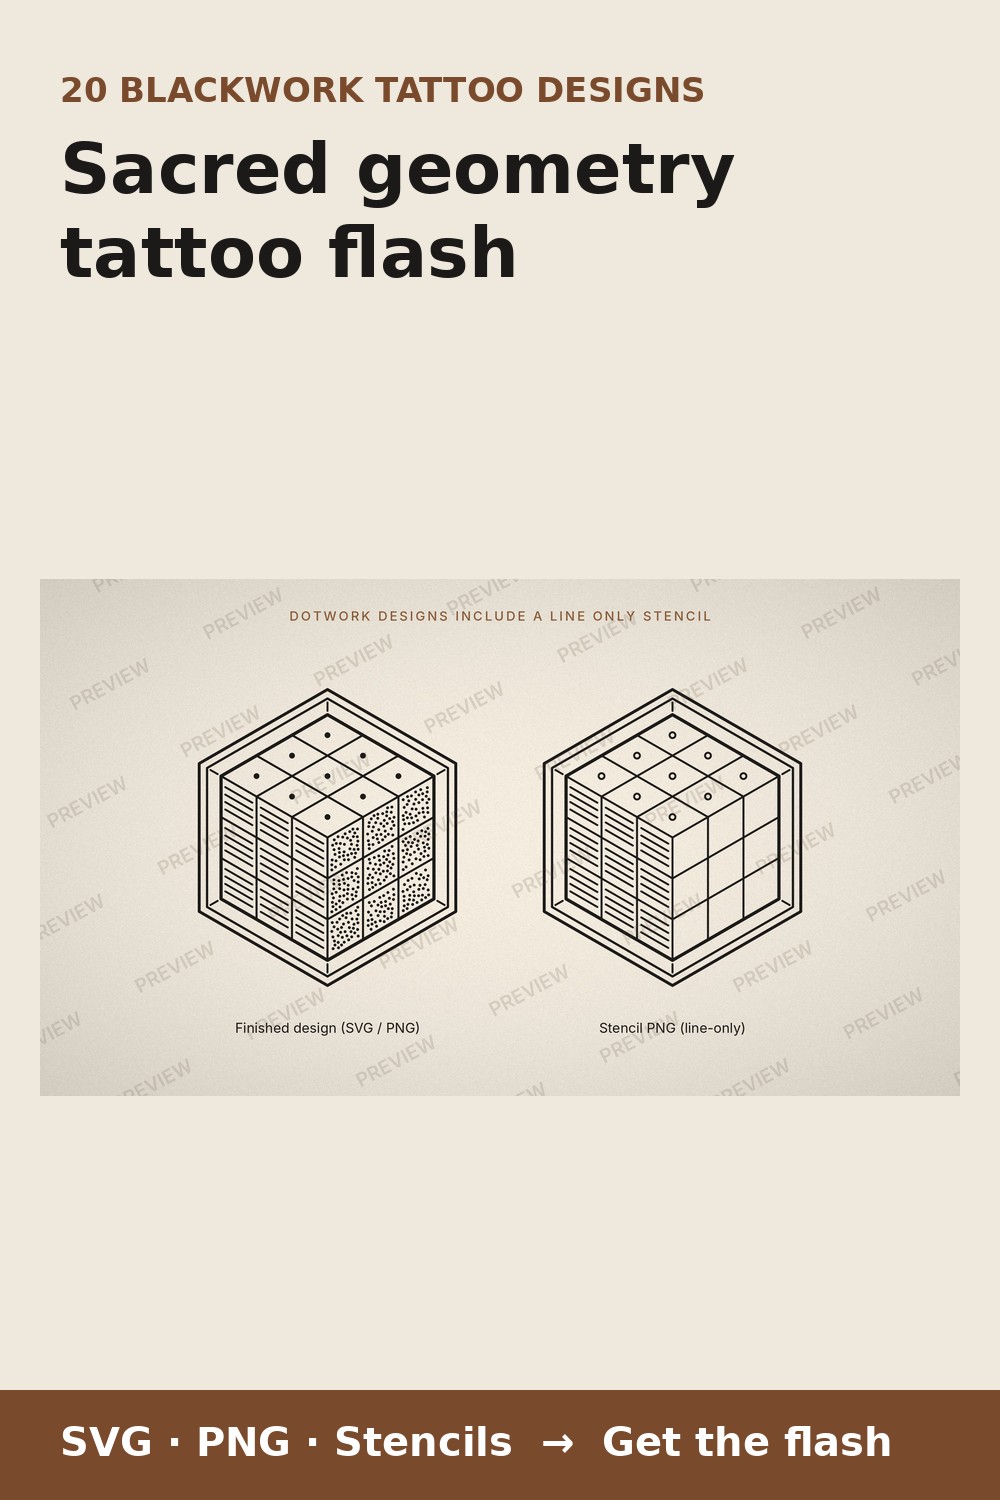 20 BLACKWORK TATTOO DESIGNS
Sacred geometry
tattoo flash
DOTWORK DESIGNS INCLUDE A LINE ONLY STENCIL
PREVIEW
Finished design (SVG / PNG)
Stencil PNG (line-only)
SVG · PNG · Stencils → Get the flash